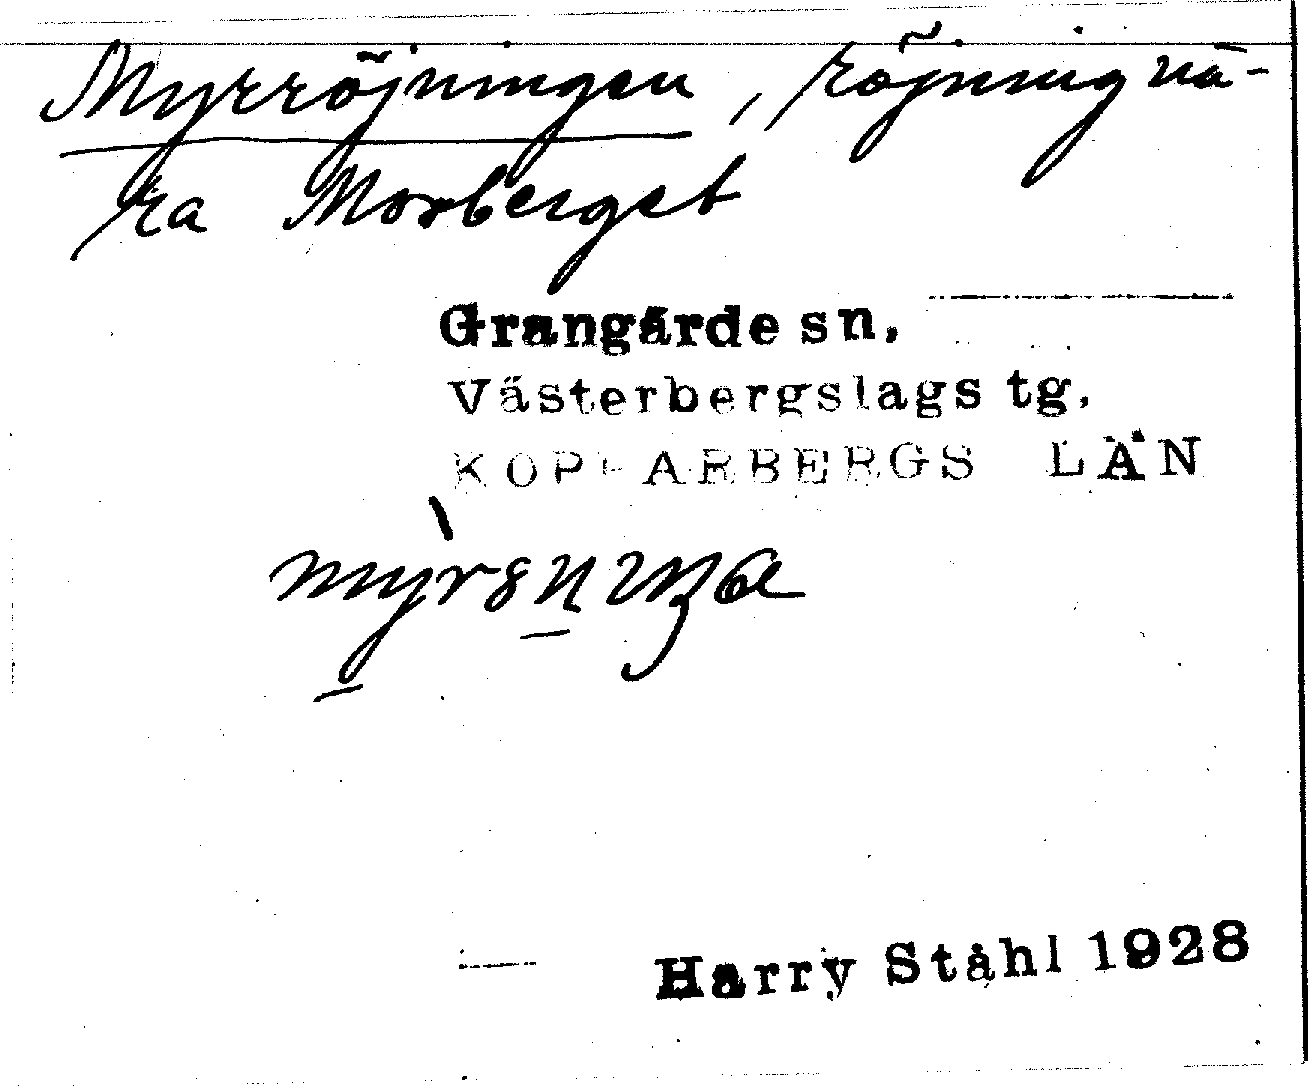 Myrröjningen, röjning nä-
ra Morberget
Grangärde sn.
Västerbergslags tg.
KOPPARBERGS LÄN
Harry Ståhl 1928